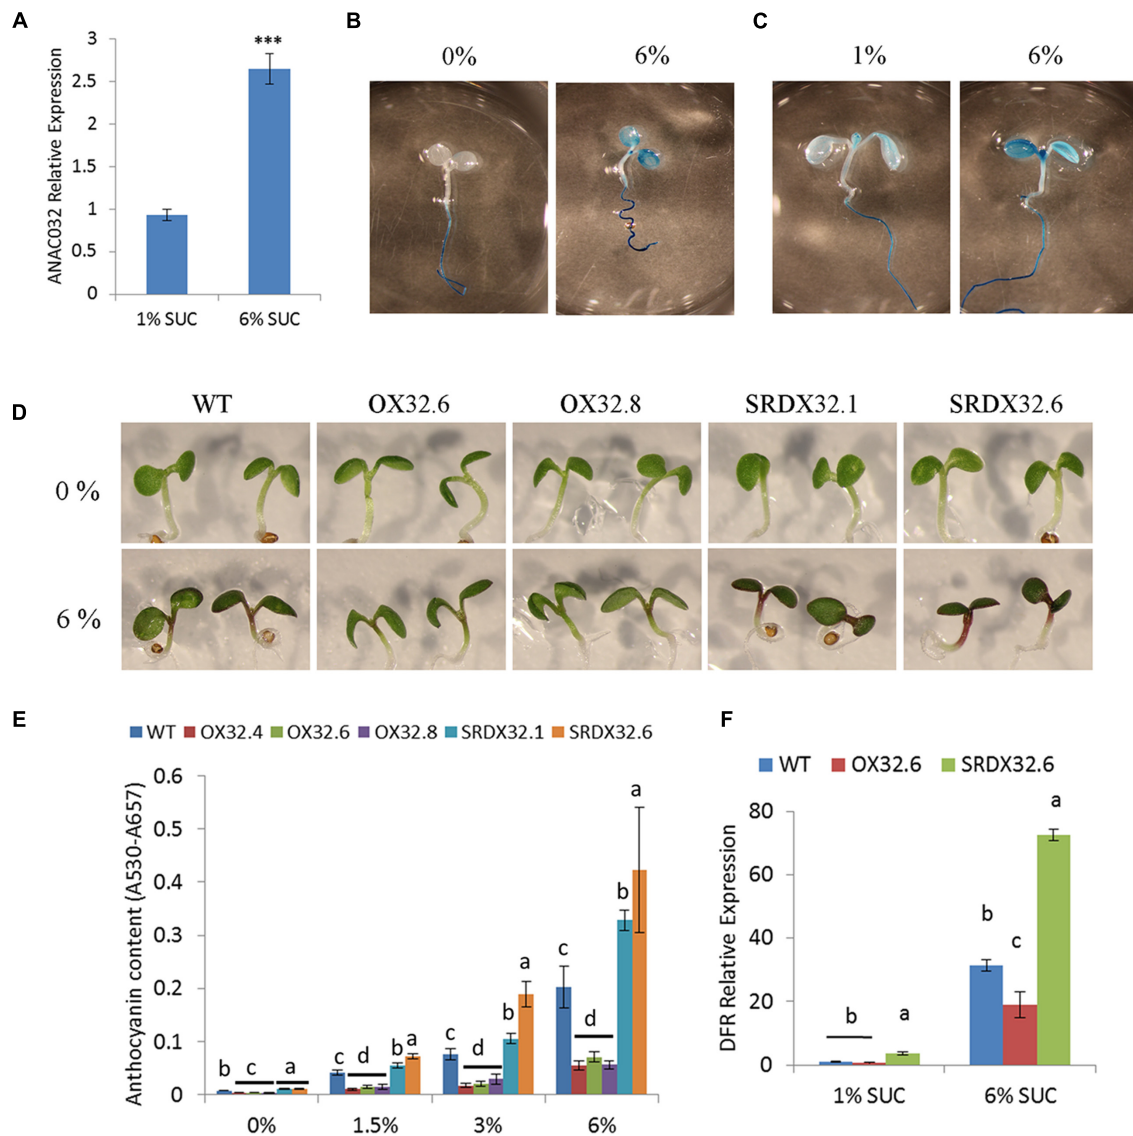 A
ANAC032 Relative Expression
3
2.5
2
1.5
1
0.5
0
***
1% SUC 6% SUC
B
0% 6%
C
1% 6%
D
WT OX32.6 OX32.8 SRDX32.1 SRDX32.6
0 %
6 %
E
WT OX32.4 OX32.6 OX32.8 SRDX32.1 SRDX32.6
Anthocyanin content (A530-A657)
0.6
0.5
0.4
0.3
0.2
0.1
0
b c a
c d b a
c d b a
c d b a
0% 1.5% 3% 6%
F
WT OX32.6 SRDX32.6
DFR Relative Expression
80
60
40
20
0
b a
b c a
1% SUC 6% SUC